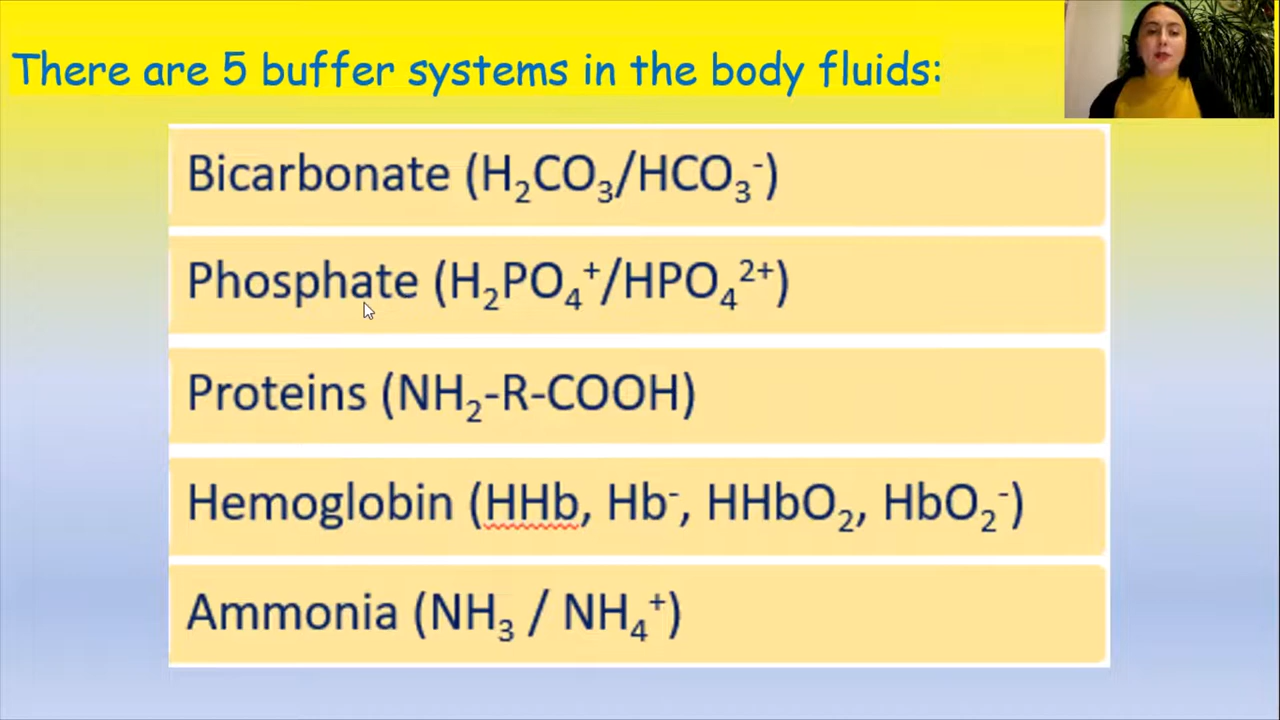 There are 5 buffer systems in the body fluids:
Bicarbonate (H₂CO₃/HCO₃⁻)
Phosphate (H₂PO₄⁺/HPO₄²⁺)
Proteins (NH₂-R-COOH)
Hemoglobin (HHb, Hb⁻, HHbO₂, HbO₂⁻)
Ammonia (NH₃ / NH₄⁺)